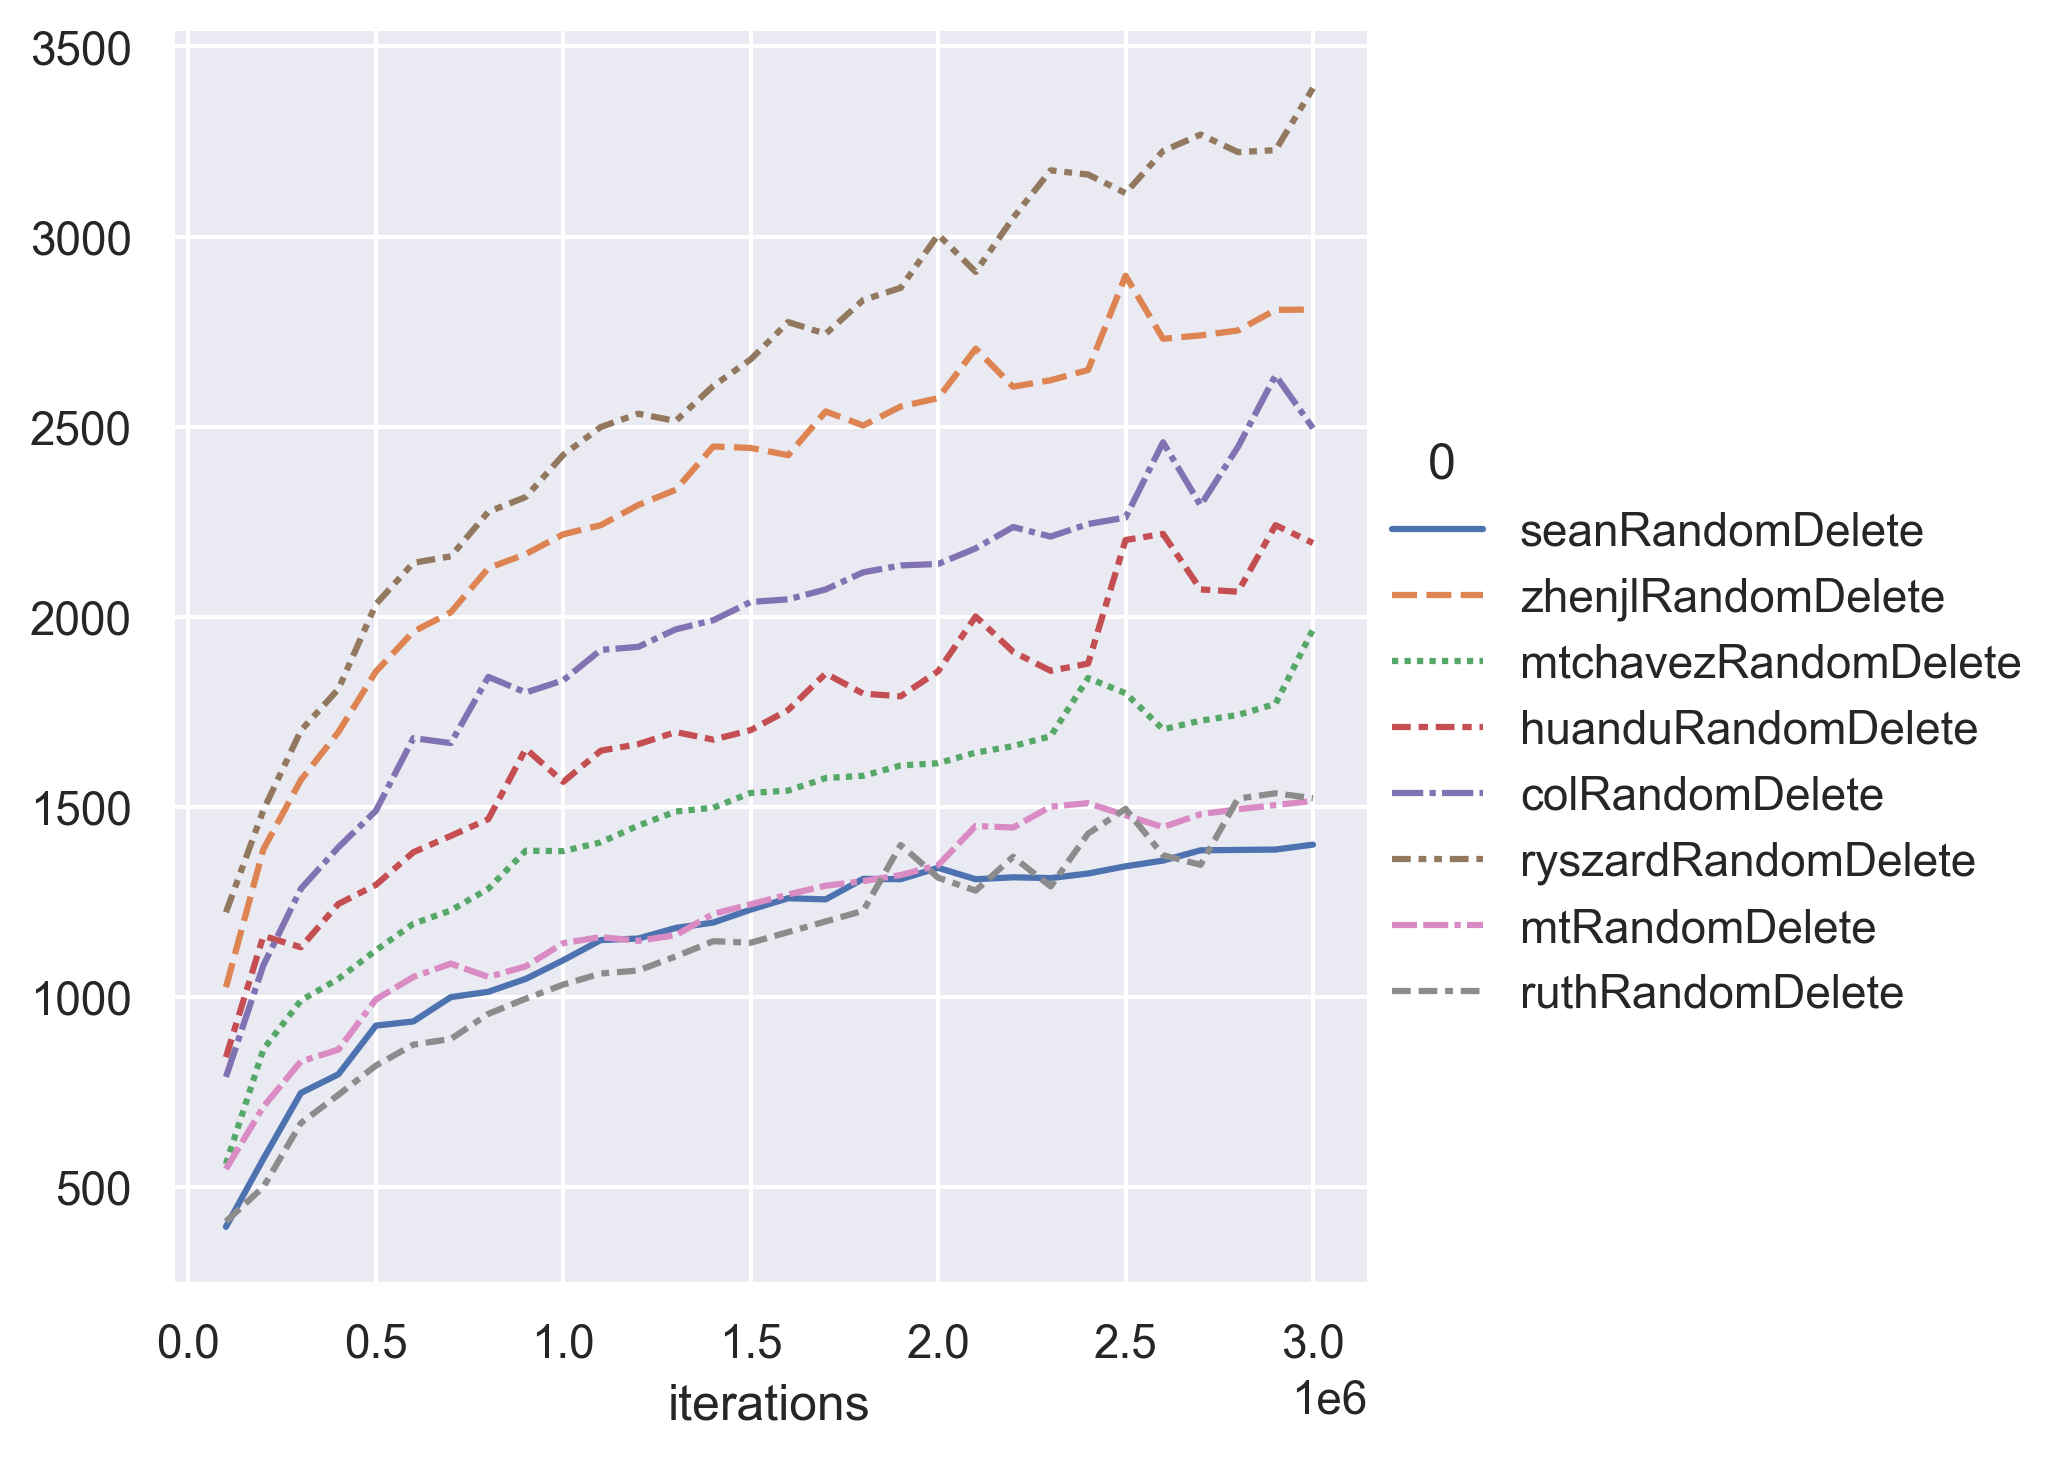 3500
3000
2500
2000
1500
1000
500
0.0 0.5 1.0 1.5 2.0 2.5 3.0
1e6
iterations
0
seanRandomDelete
zhenjlRandomDelete
mtchavezRandomDelete
huanduRandomDelete
colRandomDelete
ryszardRandomDelete
mtRandomDelete
ruthRandomDelete